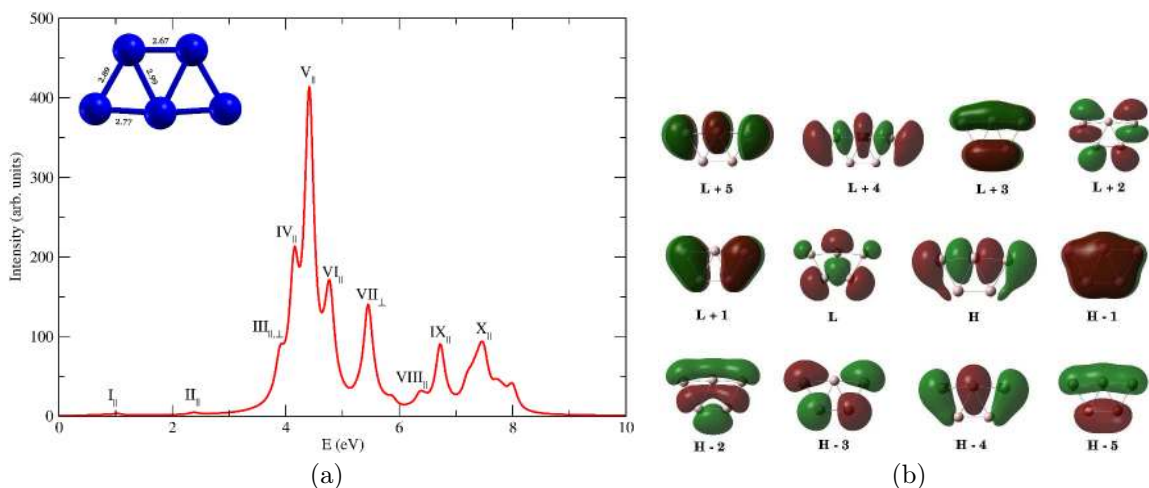 500
400
300
200
100
0
Intensity (arb. units)
0 2 4 6 8 10
E (eV)
2.67
2.89
2.99
2.77
I||
II||
III||,⊥
IV||
V||
VI||
VII⊥
VIII||
IX||
X||
(a)
L + 5 L + 4 L + 3 L + 2
L + 1 L H H - 1
H - 2 H - 3 H - 4 H - 5
(b)